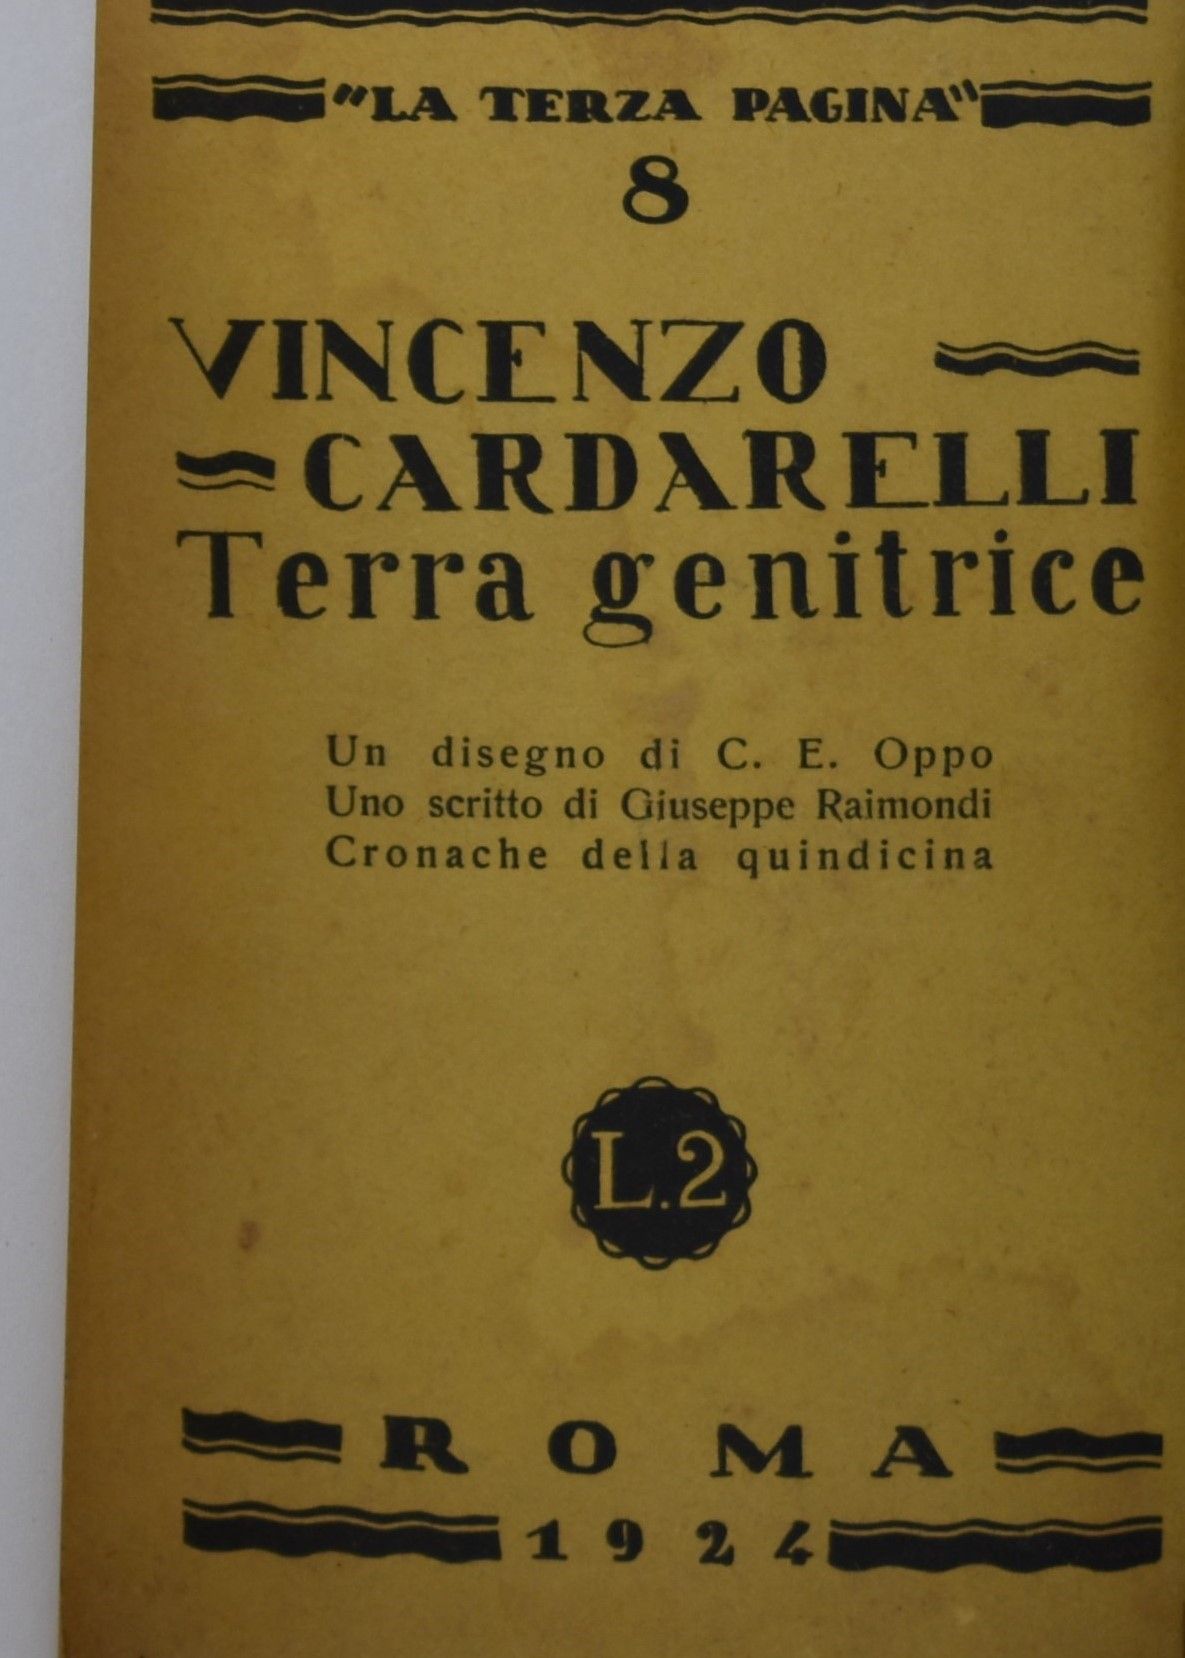 "LA TERZA PAGINA"
8
VINCENZO
CARDARELLI
Terra genitrice
Un disegno di C. E. Oppo
Uno scritto di Giuseppe Raimondi
Cronache della quindicina
L.2
ROMA
1924